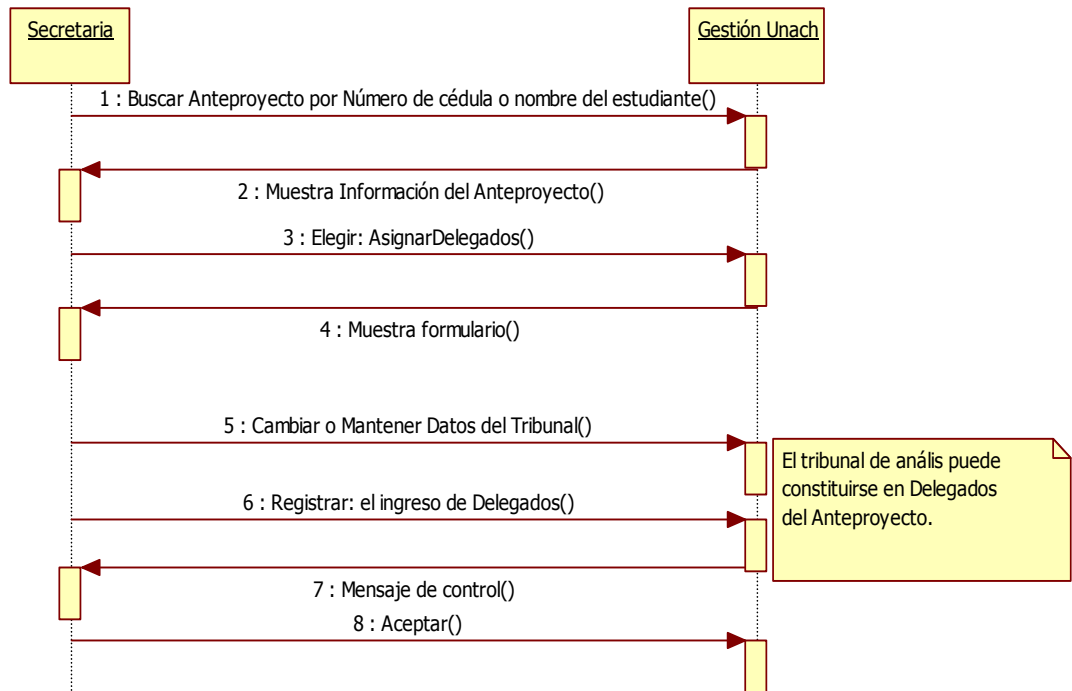 Secretaria
Gestión Unach
1 : Buscar Anteproyecto por Número de cédula o nombre del estudiante()
2 : Muestra Información del Anteproyecto()
3 : Elegir: AsignarDelegados()
4 : Muestra formulario()
5 : Cambiar o Mantener Datos del Tribunal()
El tribunal de anális puede
constituirse en Delegados
del Anteproyecto.
6 : Registrar: el ingreso de Delegados()
7 : Mensaje de control()
8 : Aceptar()